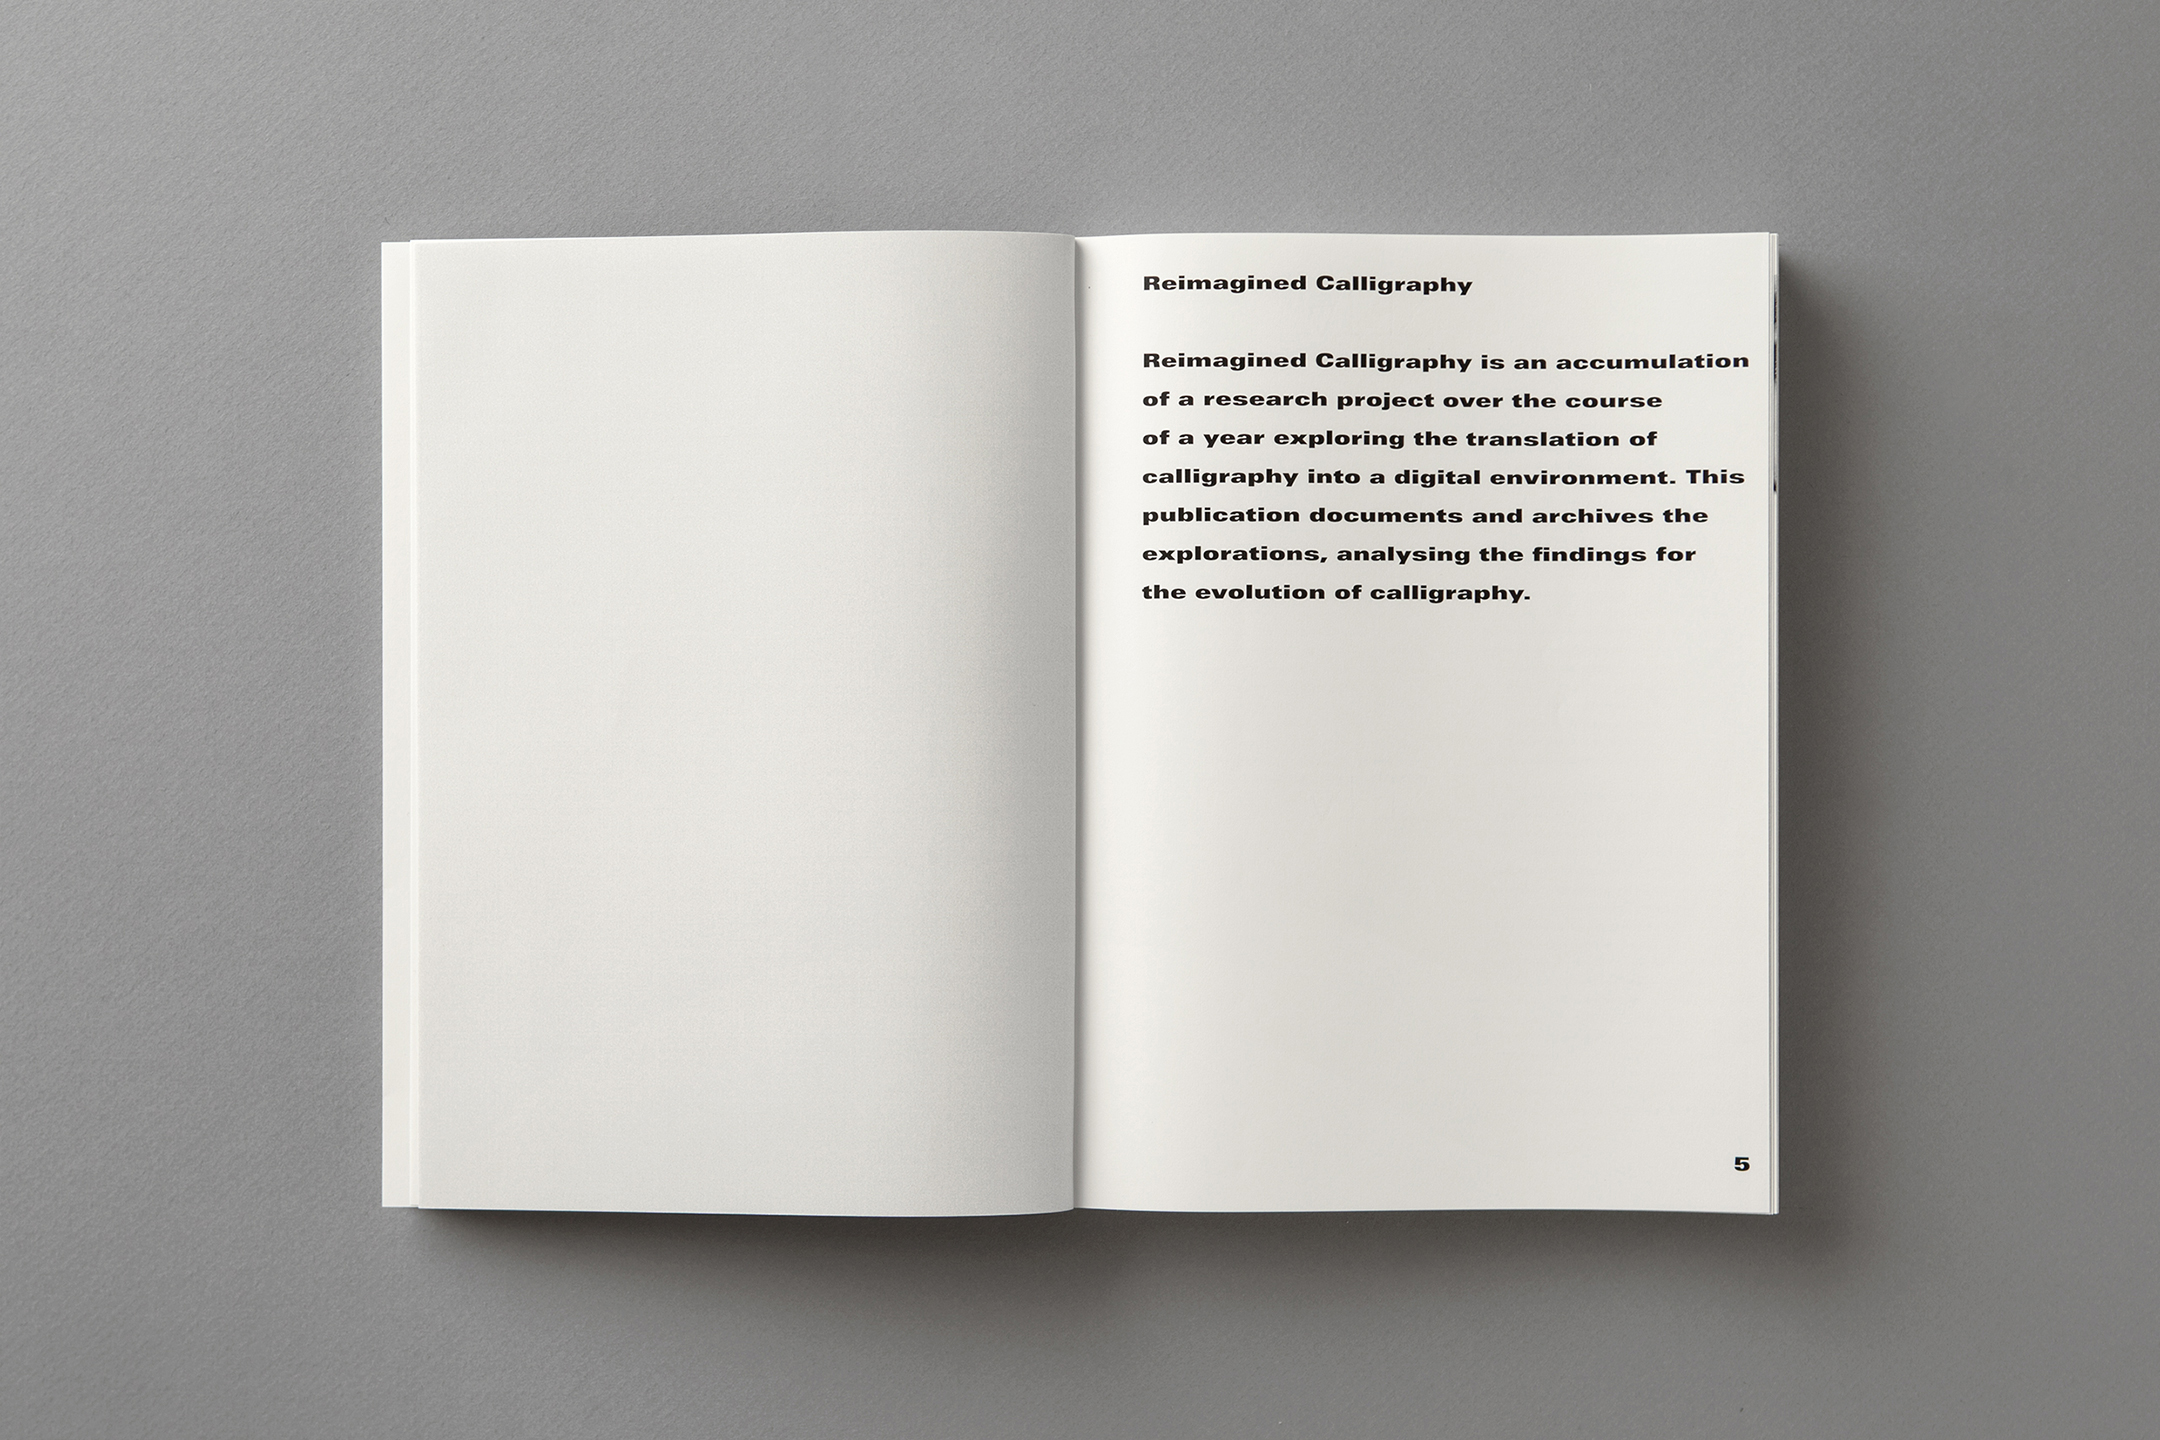 Reimagined Calligraphy
Reimagined Calligraphy is an accumulation
of a research project over the course
of a year exploring the translation of
calligraphy into a digital environment. This
publication documents and archives the
explorations, analysing the findings for
the evolution of calligraphy.
5